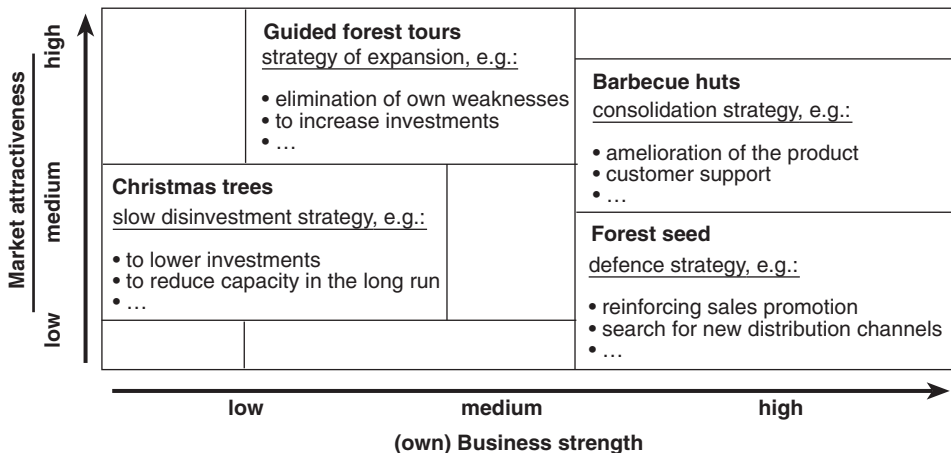 Market attractiveness
high
medium
low
Guided forest tours
strategy of expansion, e.g.:
• elimination of own weaknesses
• to increase investments
• …
Barbecue huts
consolidation strategy, e.g.:
• amelioration of the product
• customer support
• …
Christmas trees
slow disinvestment strategy, e.g.:
• to lower investments
• to reduce capacity in the long run
• …
Forest seed
defence strategy, e.g.:
• reinforcing sales promotion
• search for new distribution channels
• …
low
medium
high
(own) Business strength